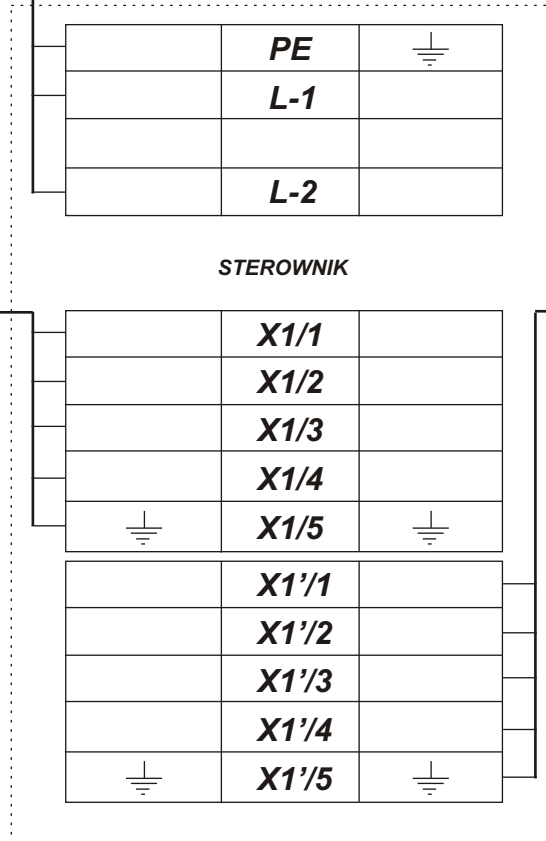 PE
L-1
L-2
STEROWNIK
X1/1
X1/2
X1/3
X1/4
X1/5
X1’/1
X1’/2
X1’/3
X1’/4
X1’/5